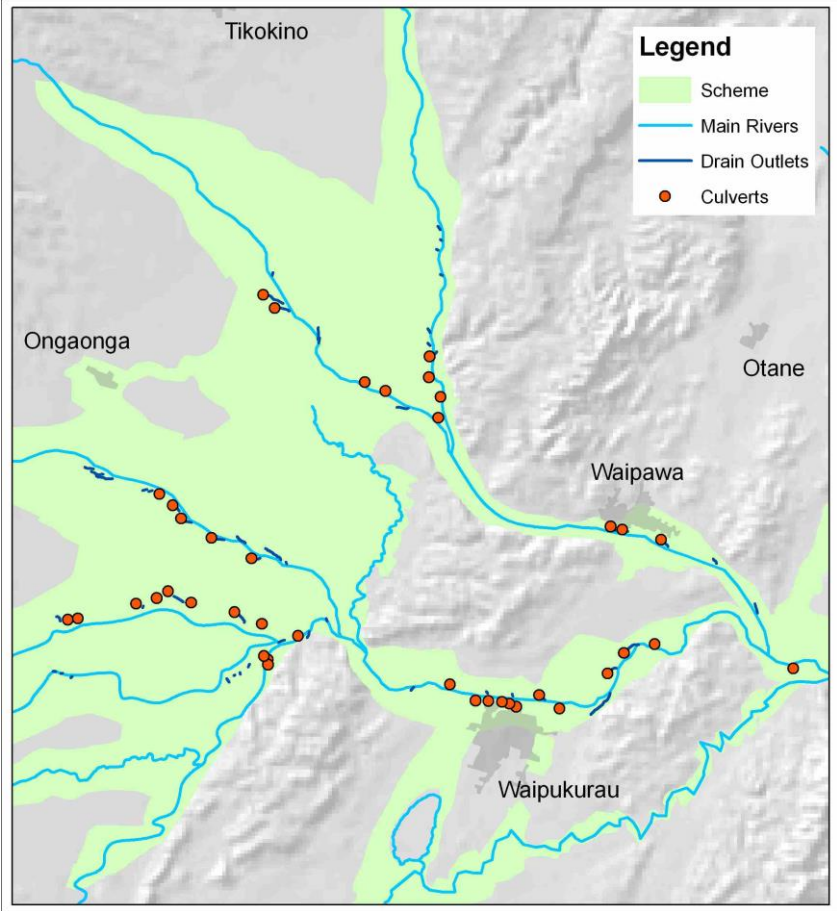 Tikokino
Legend
Scheme
Main Rivers
Drain Outlets
Culverts
Ongaonga
Otane
Waipawa
Waipukurau